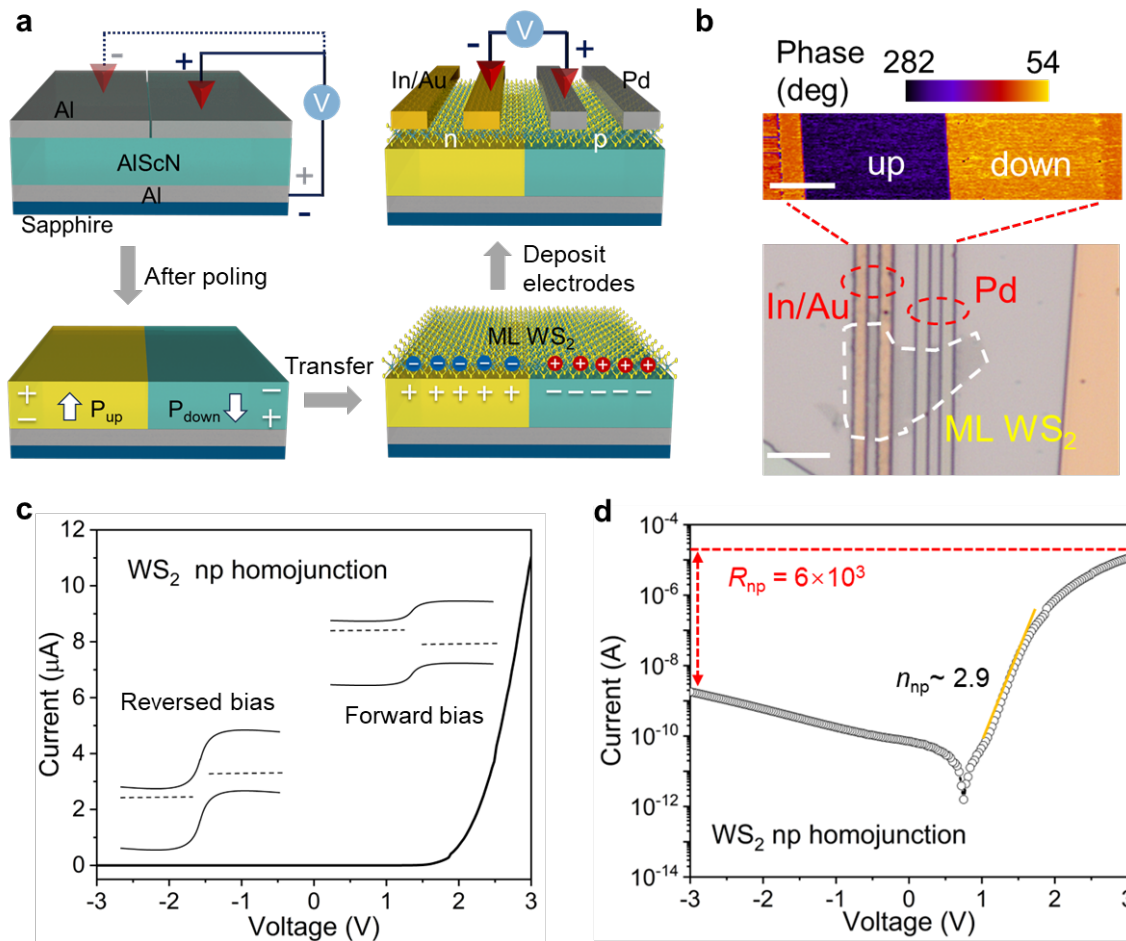 a
-
+
V
Al
AlScN
Al
+
-
Sapphire
After poling
+
-
P_up
P_down
-
+
Transfer
ML WS₂
- - - - -
+ + + + +
+ + + + +
- - - - -
Deposit
electrodes
-
V
+
In/Au
Pd
n
p
b
Phase
(deg)
282
54
up
down
In/Au
Pd
ML WS₂
c
WS₂ np homojunction
Reversed bias
Forward bias
Current (µA)
12
10
8
6
4
2
0
-3 -2 -1 0 1 2 3
Voltage (V)
d
R_np = 6×10³
n_np ~ 2.9
WS₂ np homojunction
Current (A)
10⁻⁴
10⁻⁶
10⁻⁸
10⁻¹⁰
10⁻¹²
10⁻¹⁴
-3 -2 -1 0 1 2 3
Voltage (V)